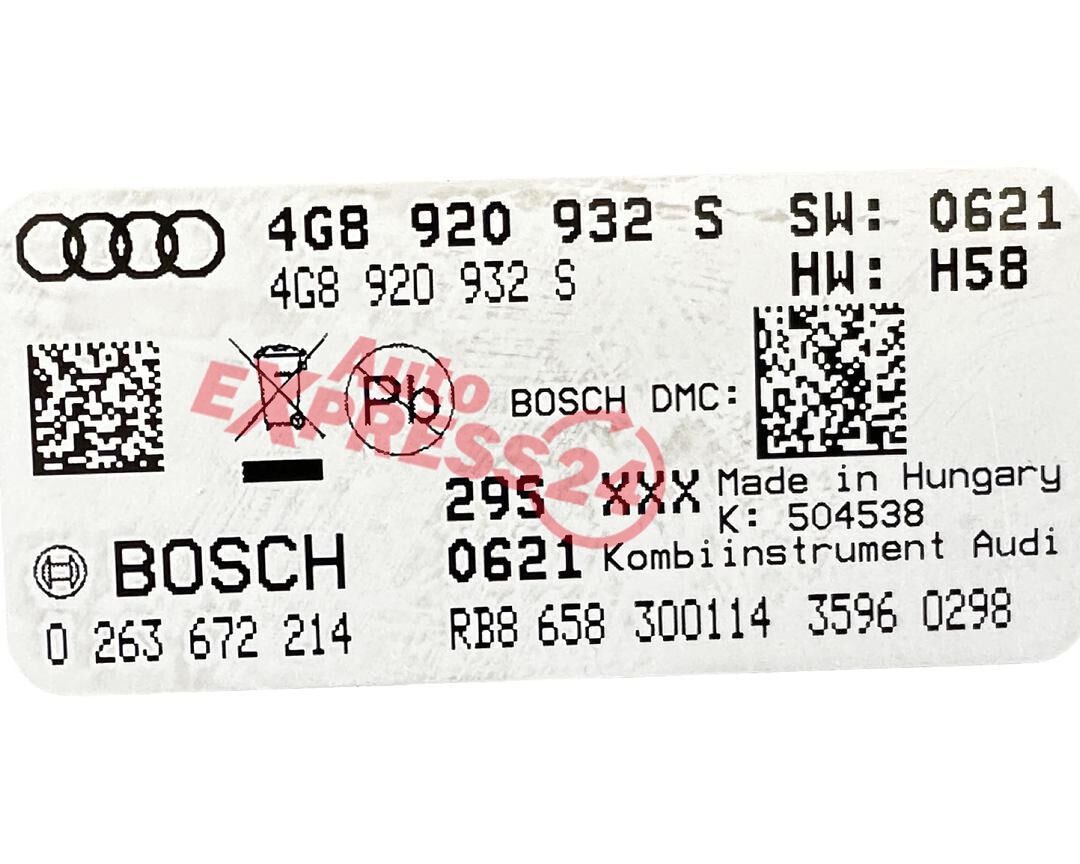 4G8 920 932 S SW: 0621
4G8 920 932 S HW: H58
Pb
BOSCH DMC:
Auto
EXPRESS24
295 XXX Made in Hungary
K: 504538
BOSCH 0621 Kombiinstrument Audi
0 263 672 214 RB8 658 300114 3596 0298